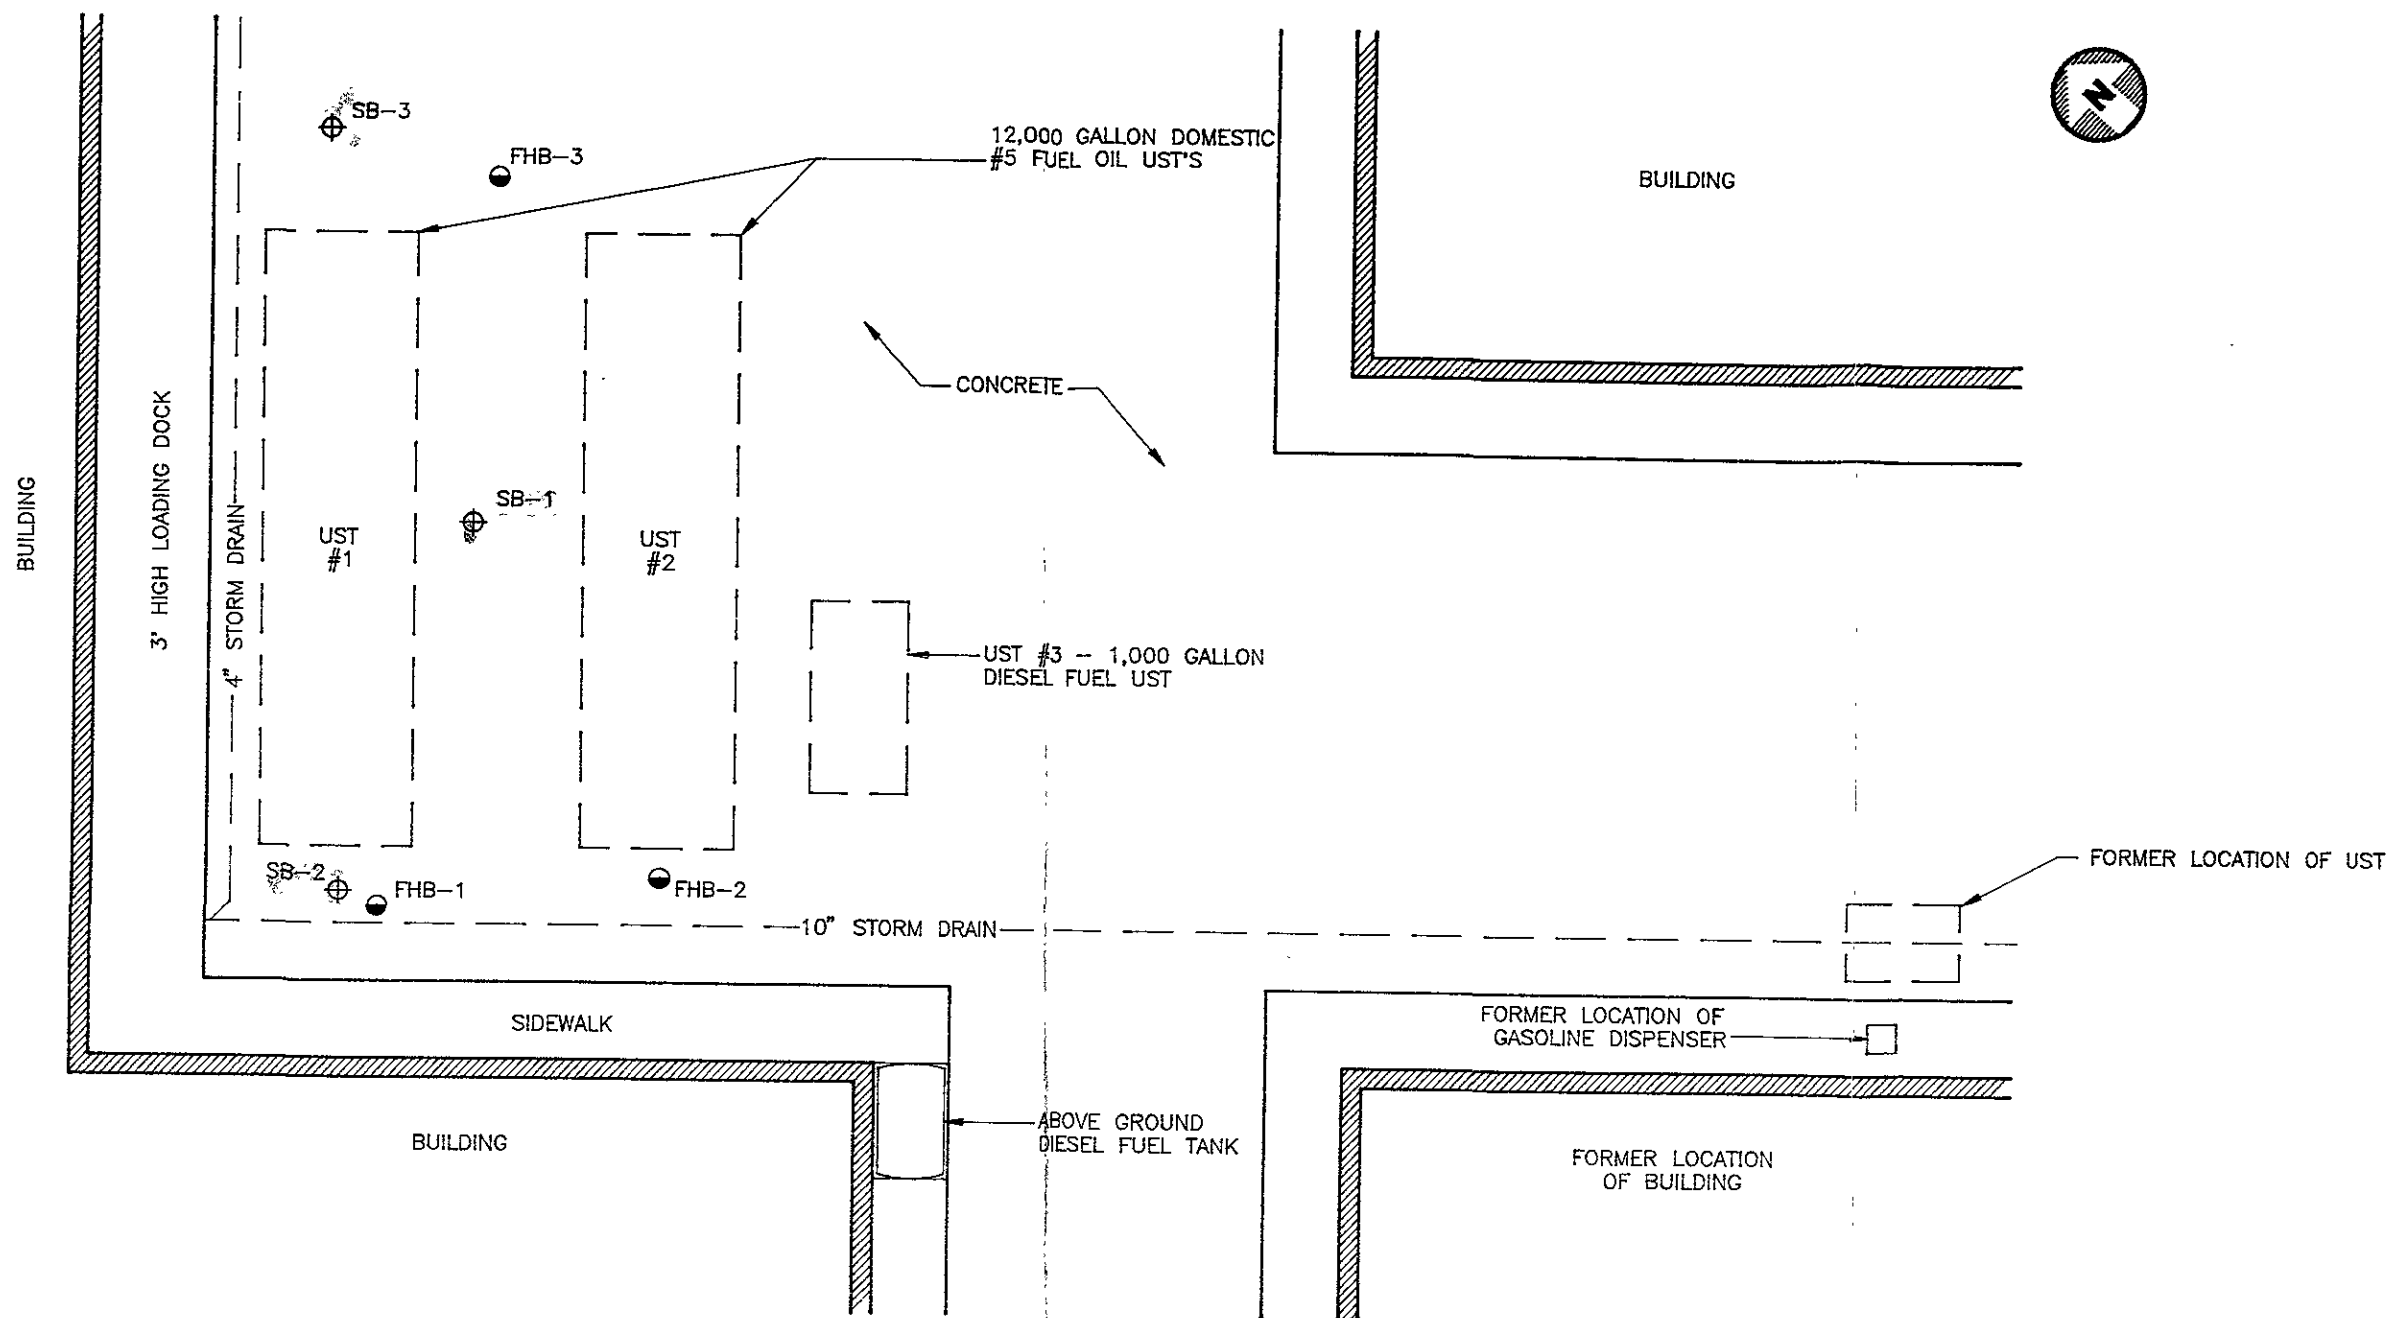 SB-3
FHB-3
12,000 GALLON DOMESTIC
#5 FUEL OIL UST'S
N
BUILDING
CONCRETE
BUILDING
3' HIGH LOADING DOCK
4" STORM DRAIN
SB-1
UST
#1
UST
#2
UST #3 - 1,000 GALLON
DIESEL FUEL UST
SB-2
FHB-1
FHB-2
10" STORM DRAIN
FORMER LOCATION OF UST
SIDEWALK
FORMER LOCATION OF
GASOLINE DISPENSER
BUILDING
ABOVE GROUND
DIESEL FUEL TANK
FORMER LOCATION
OF BUILDING